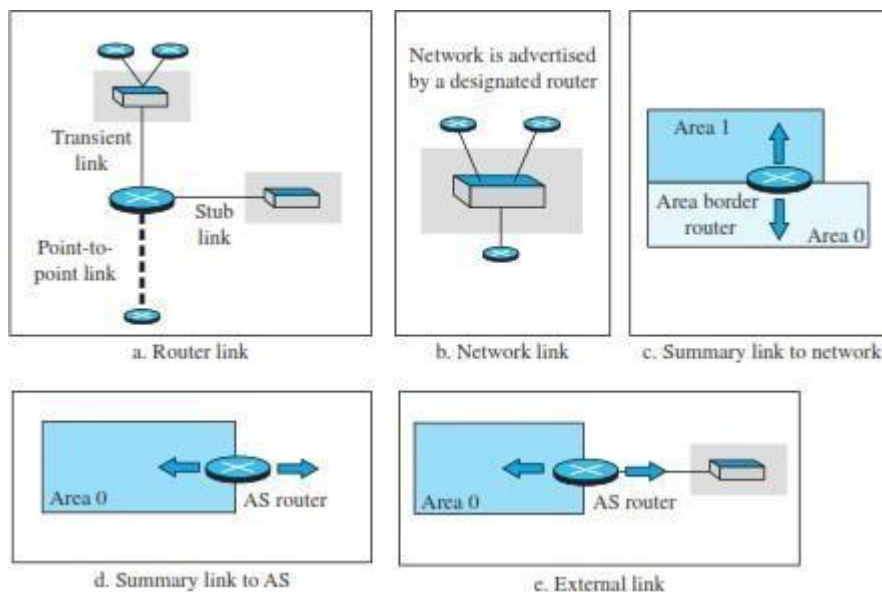 Transient
link
Stub
link
Point-to-
point link
a. Router link
Network is advertised
by a designated router
b. Network link
Area 1
Area border
router
Area 0
c. Summary link to network
Area 0
AS router
d. Summary link to AS
Area 0
AS router
e. External link